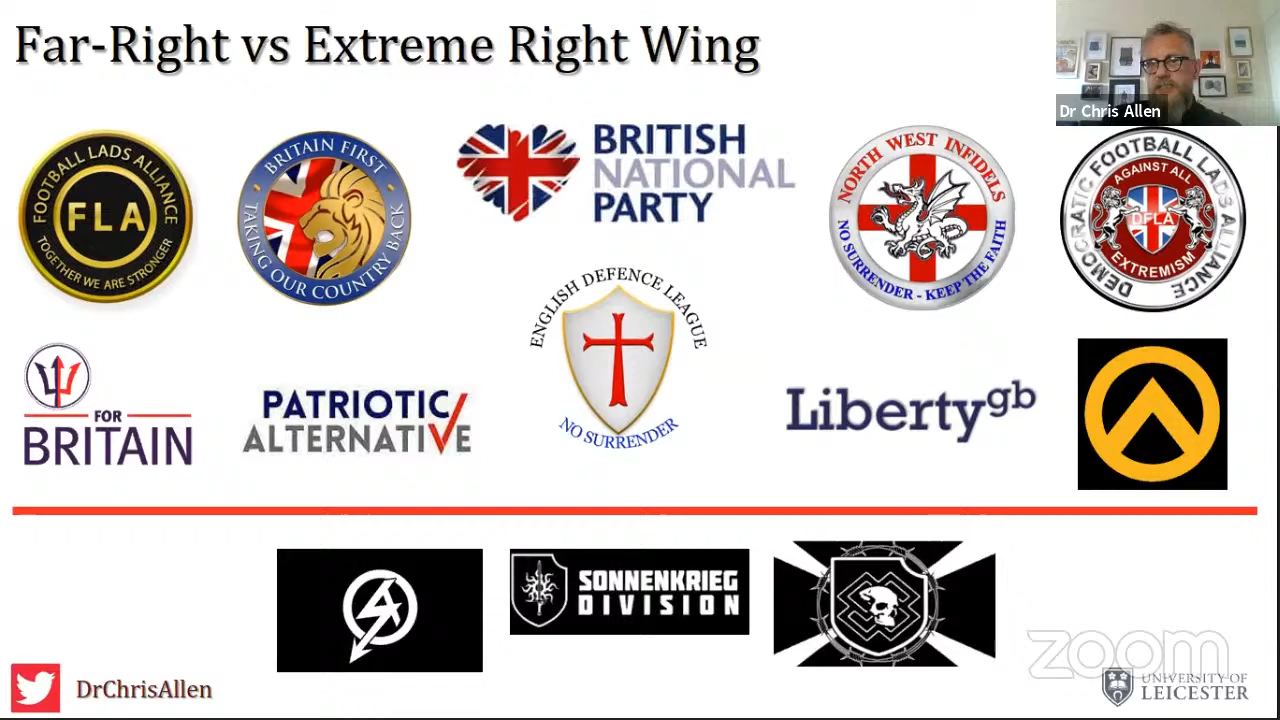 Far-Right vs Extreme Right Wing
Dr Chris Allen
FOOTBALL LADS ALLIANCE
FLA
TOGETHER WE ARE STRONGER
BRITAIN FIRST
TAKING OUR COUNTRY BACK
BRITISH
NATIONAL
PARTY
NORTH WEST INFIDELS
NO SURRENDER - KEEP THE FAITH
DEMOCRATIC FOOTBALL LADS ALLIANCE
AGAINST ALL
DFLA
EXTREMISM
ENGLISH DEFENCE LEAGUE
NO SURRENDER
FOR
BRITAIN
PATRIOTIC
ALTERNATIVE
Libertygb
SONNENKRIEG
DIVISION
DrChrisAllen
zoom
UNIVERSITY OF
LEICESTER